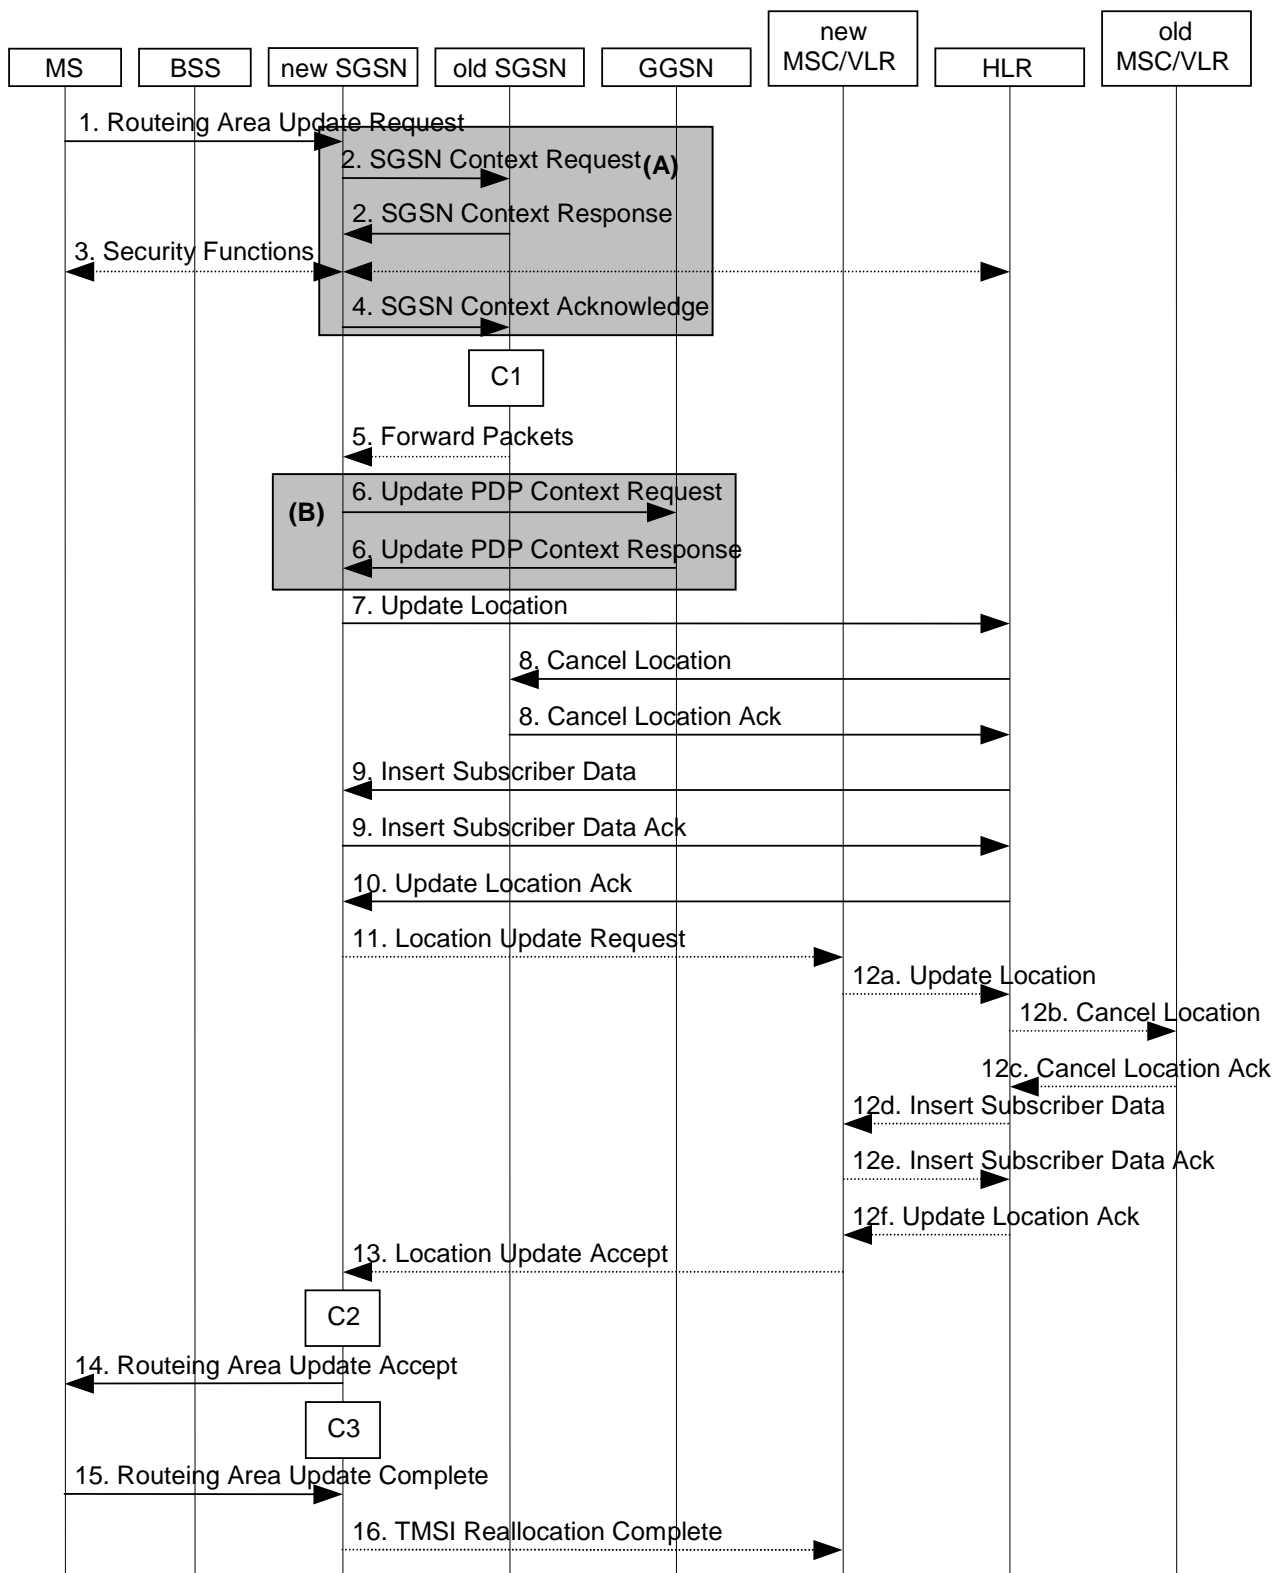 new
MSC/VLR
old
MSC/VLR
MS
BSS
new SGSN
old SGSN
GGSN
HLR
1. Routeing Area Update Request
2. SGSN Context Request
(A)
2. SGSN Context Response
3. Security Functions
4. SGSN Context Acknowledge
C1
5. Forward Packets
6. Update PDP Context Request
(B)
6. Update PDP Context Response
7. Update Location
8. Cancel Location
8. Cancel Location Ack
9. Insert Subscriber Data
9. Insert Subscriber Data Ack
10. Update Location Ack
11. Location Update Request
12a. Update Location
12b. Cancel Location
12c. Cancel Location Ack
12d. Insert Subscriber Data
12e. Insert Subscriber Data Ack
12f. Update Location Ack
13. Location Update Accept
C2
14. Routeing Area Update Accept
C3
15. Routeing Area Update Complete
16. TMSI Reallocation Complete